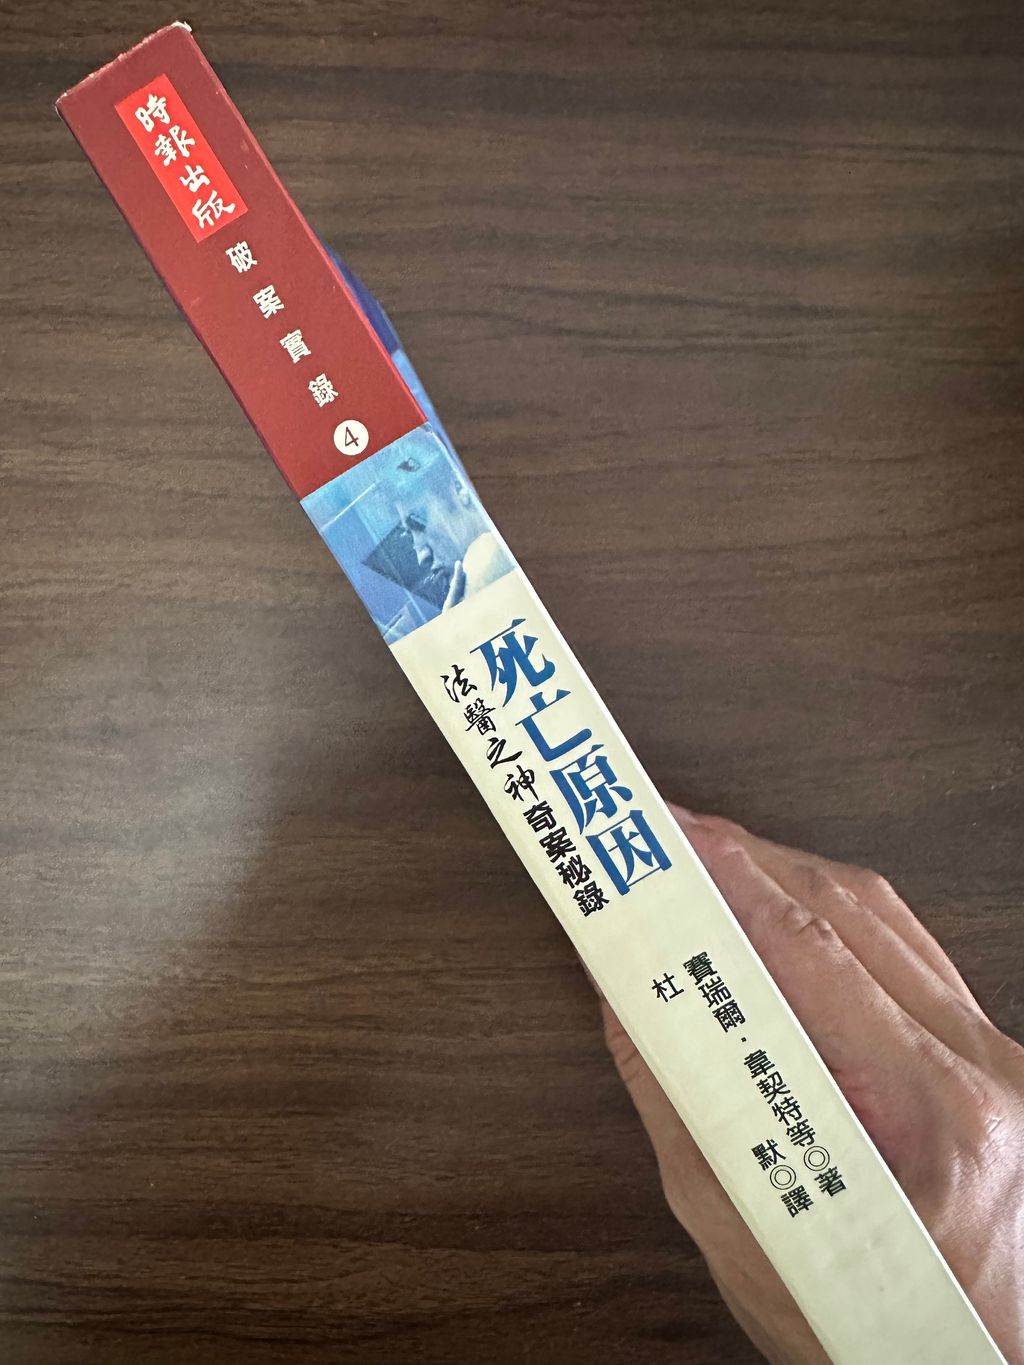 時報出版
破案實錄
4
死亡原因
法醫之神奇案秘錄
賽瑞爾·韋契特等◎著
杜默◎譯